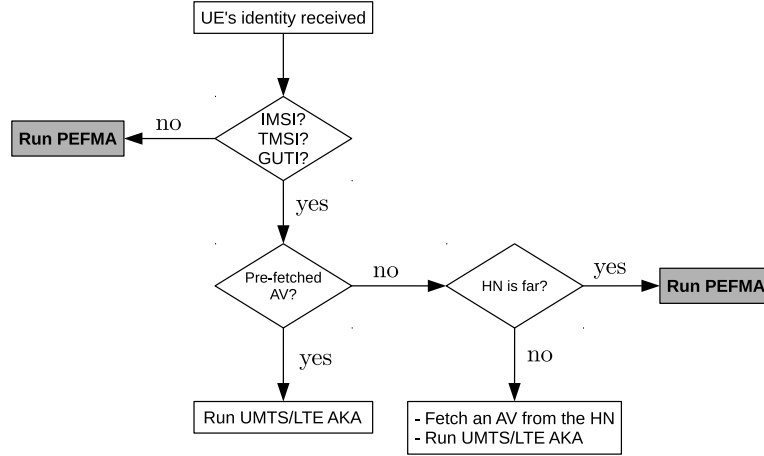 UE's identity received
IMSI?
TMSI?
GUTI?
no
Run PEFMA
yes
Pre-fetched
AV?
no
HN is far?
yes
Run PEFMA
yes
no
Run UMTS/LTE AKA
- Fetch an AV from the HN
- Run UMTS/LTE AKA